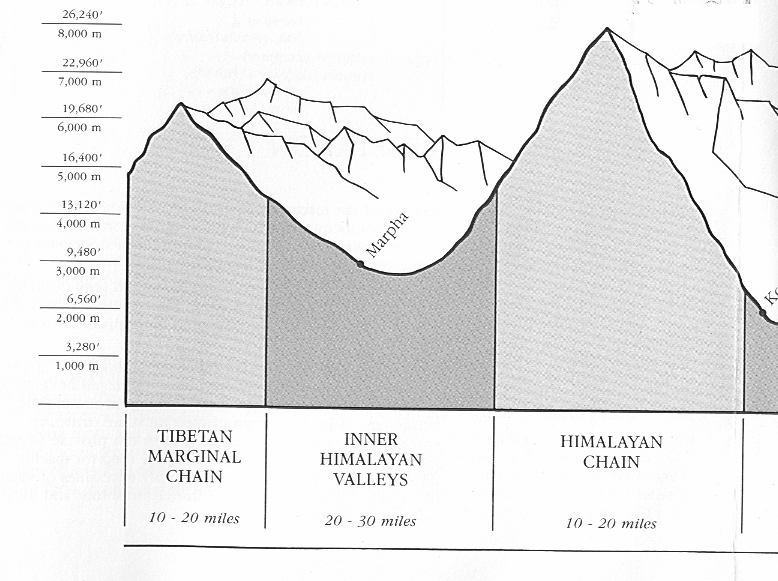 26,240′
8,000 m
22,960′
7,000 m
19,680′
6,000 m
16,400′
5,000 m
13,120′
4,000 m
9,480′
3,000 m
6,560′
2,000 m
3,280′
1,000 m
Marpha
TIBETAN
MARGINAL
CHAIN
10 - 20 miles
INNER
HIMALAYAN
VALLEYS
20 - 30 miles
HIMALAYAN
CHAIN
10 - 20 miles